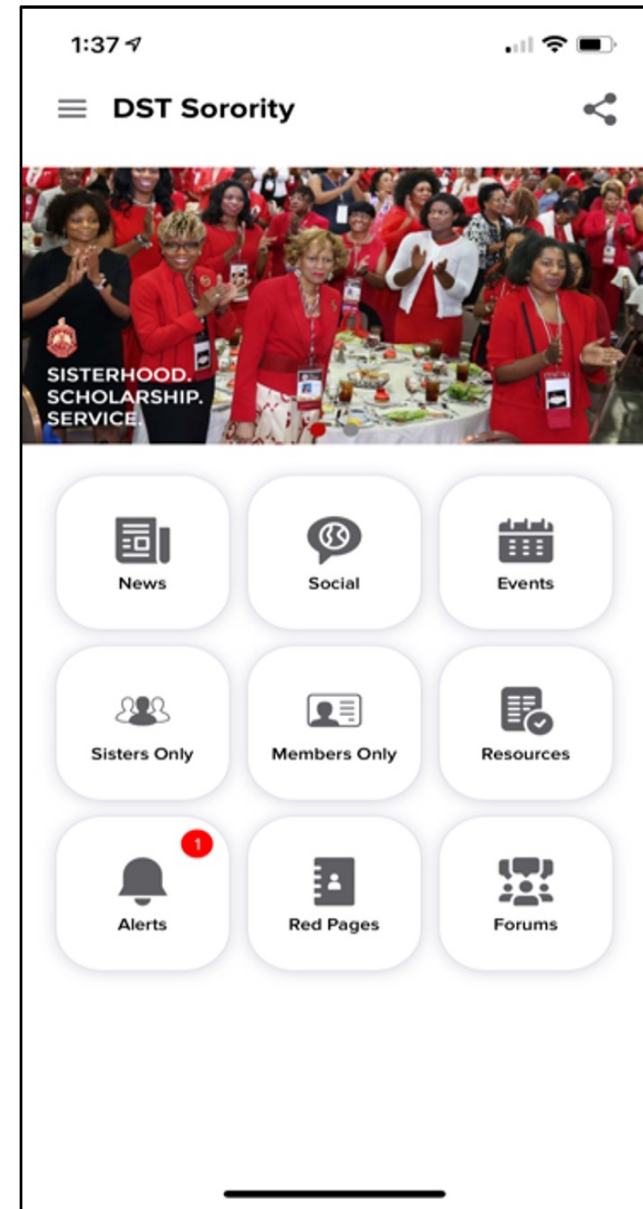 1:37
DST Sorority
SISTERHOOD.
SCHOLARSHIP.
SERVICE.
News
Social
Events
Sisters Only
Members Only
Resources
1
Alerts
Red Pages
Forums